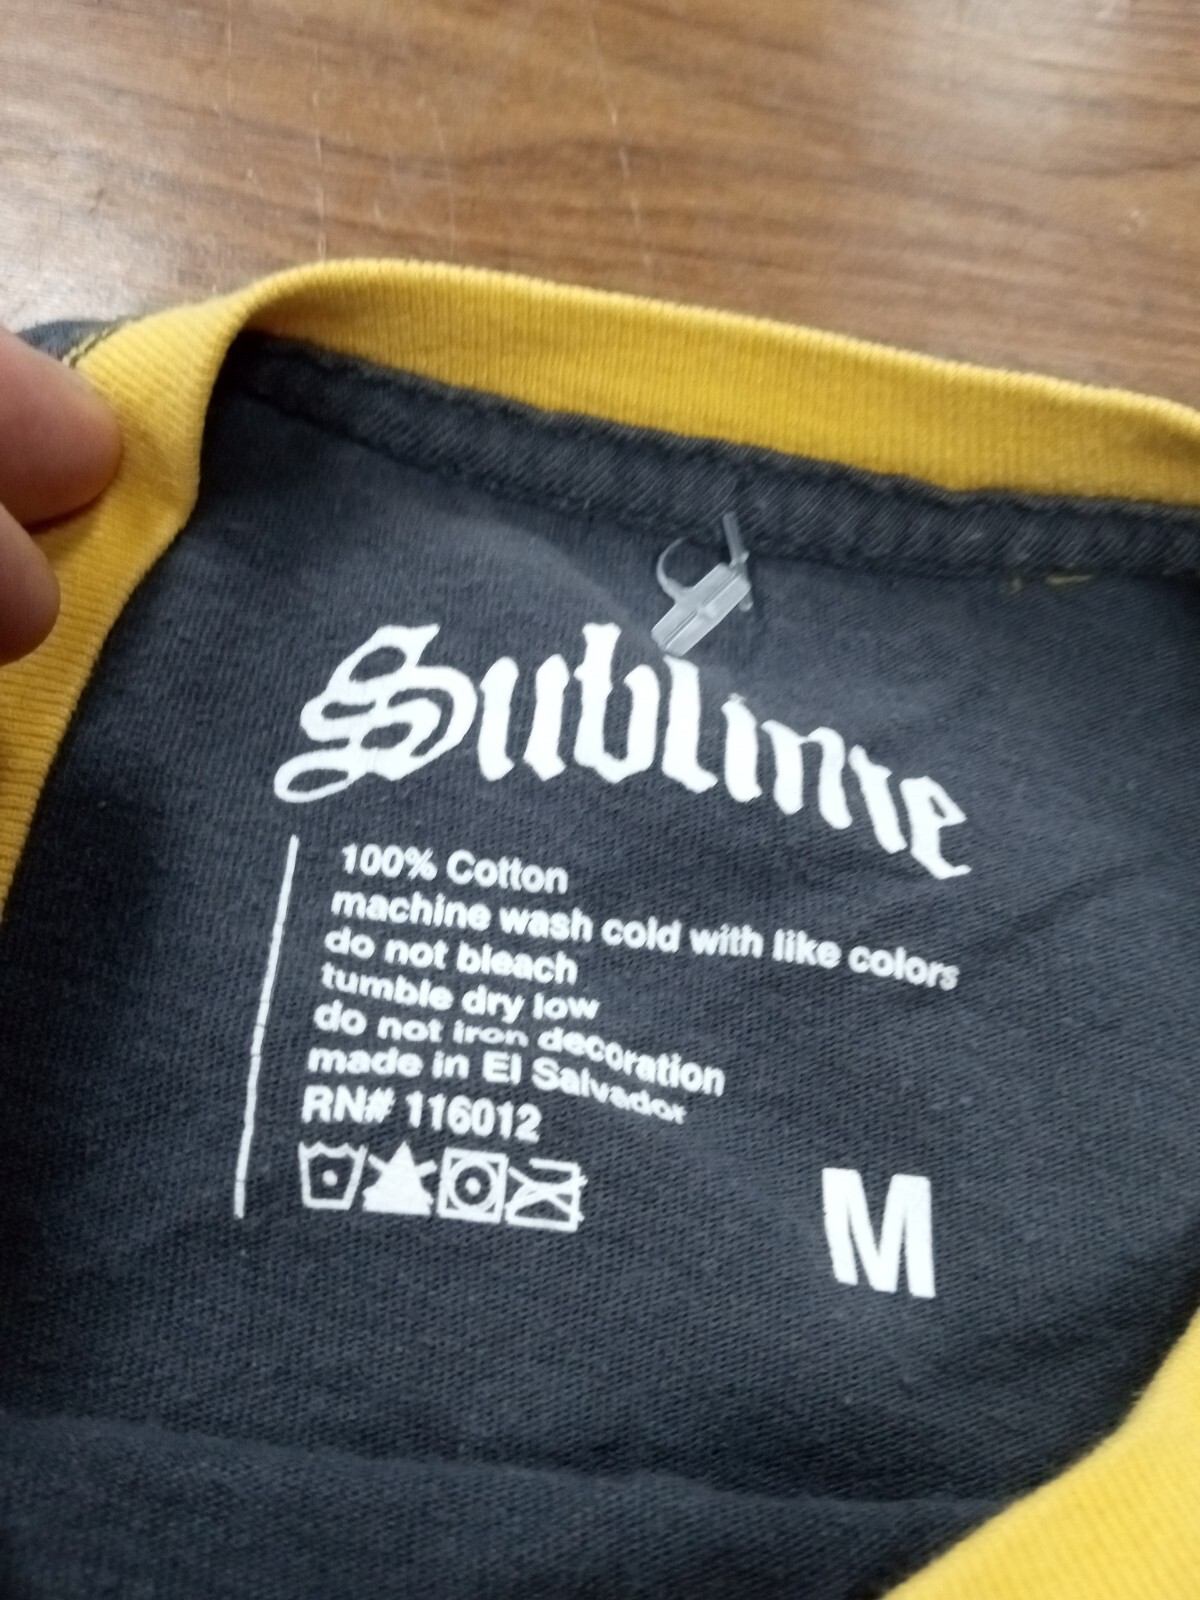 Sublime
100% Cotton
machine wash cold with like colors
do not bleach
tumble dry low
do not iron decoration
made in El Salvador
RN# 116012
M